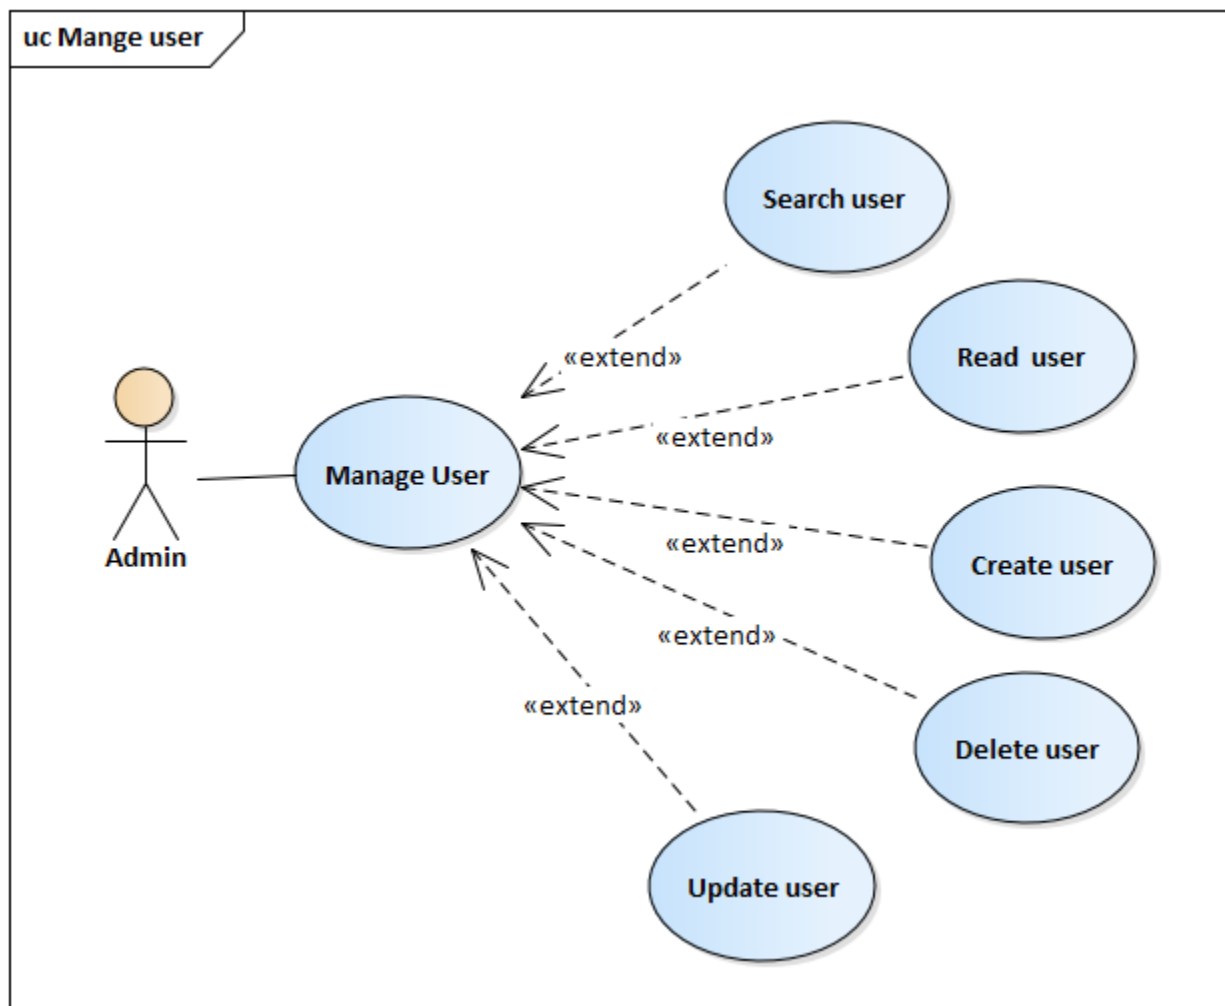 uc Mange user
Search user
«extend»
Read  user
«extend»
Manage User
Admin
«extend»
Create user
«extend»
Delete user
«extend»
Update user